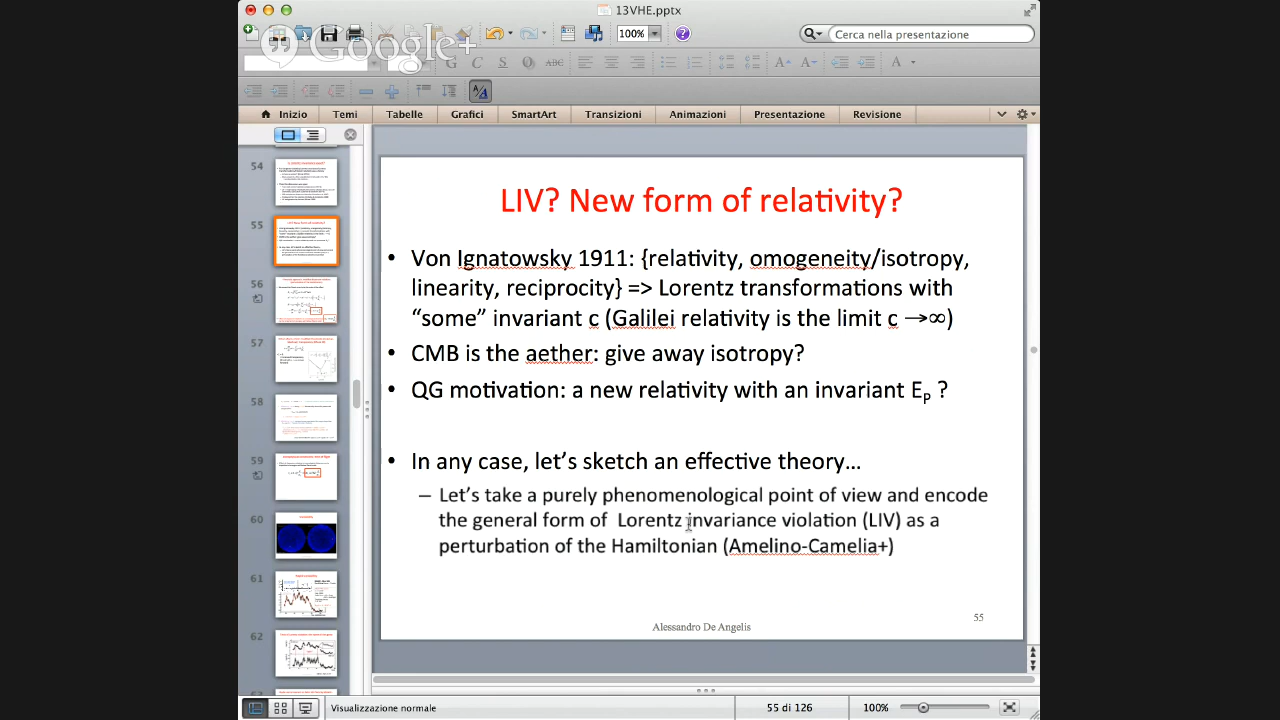 13VHE.pptx
Google+
100%
Cerca nella presentazione
G C S O ABC
Inizio Temi Tabelle Grafici SmartArt Transizioni Animazioni Presentazione Revisione
54
55
56
57
58
59
60
61
62
LIV? New form of relativity?
• Von Ignatowsky 1911: {relativity, omogeneity/isotropy,
linearity, reciprocity} => Lorentz transformations with
“some” invariant c (Galilei relativity is the limit c →∞)
• CMB is the aether: give away isotropy?
• QG motivation: a new relativity with an invariant EP ?
• In any case, let’s sketch an effective theory…
– Let’s take a purely phenomenological point of view and encode
the general form of Lorentz invariance violation (LIV) as a
perturbation of the Hamiltonian (Amelino-Camelia+)
55
Alessandro De Angelis
Visualizzazione normale
55 di 126
100%